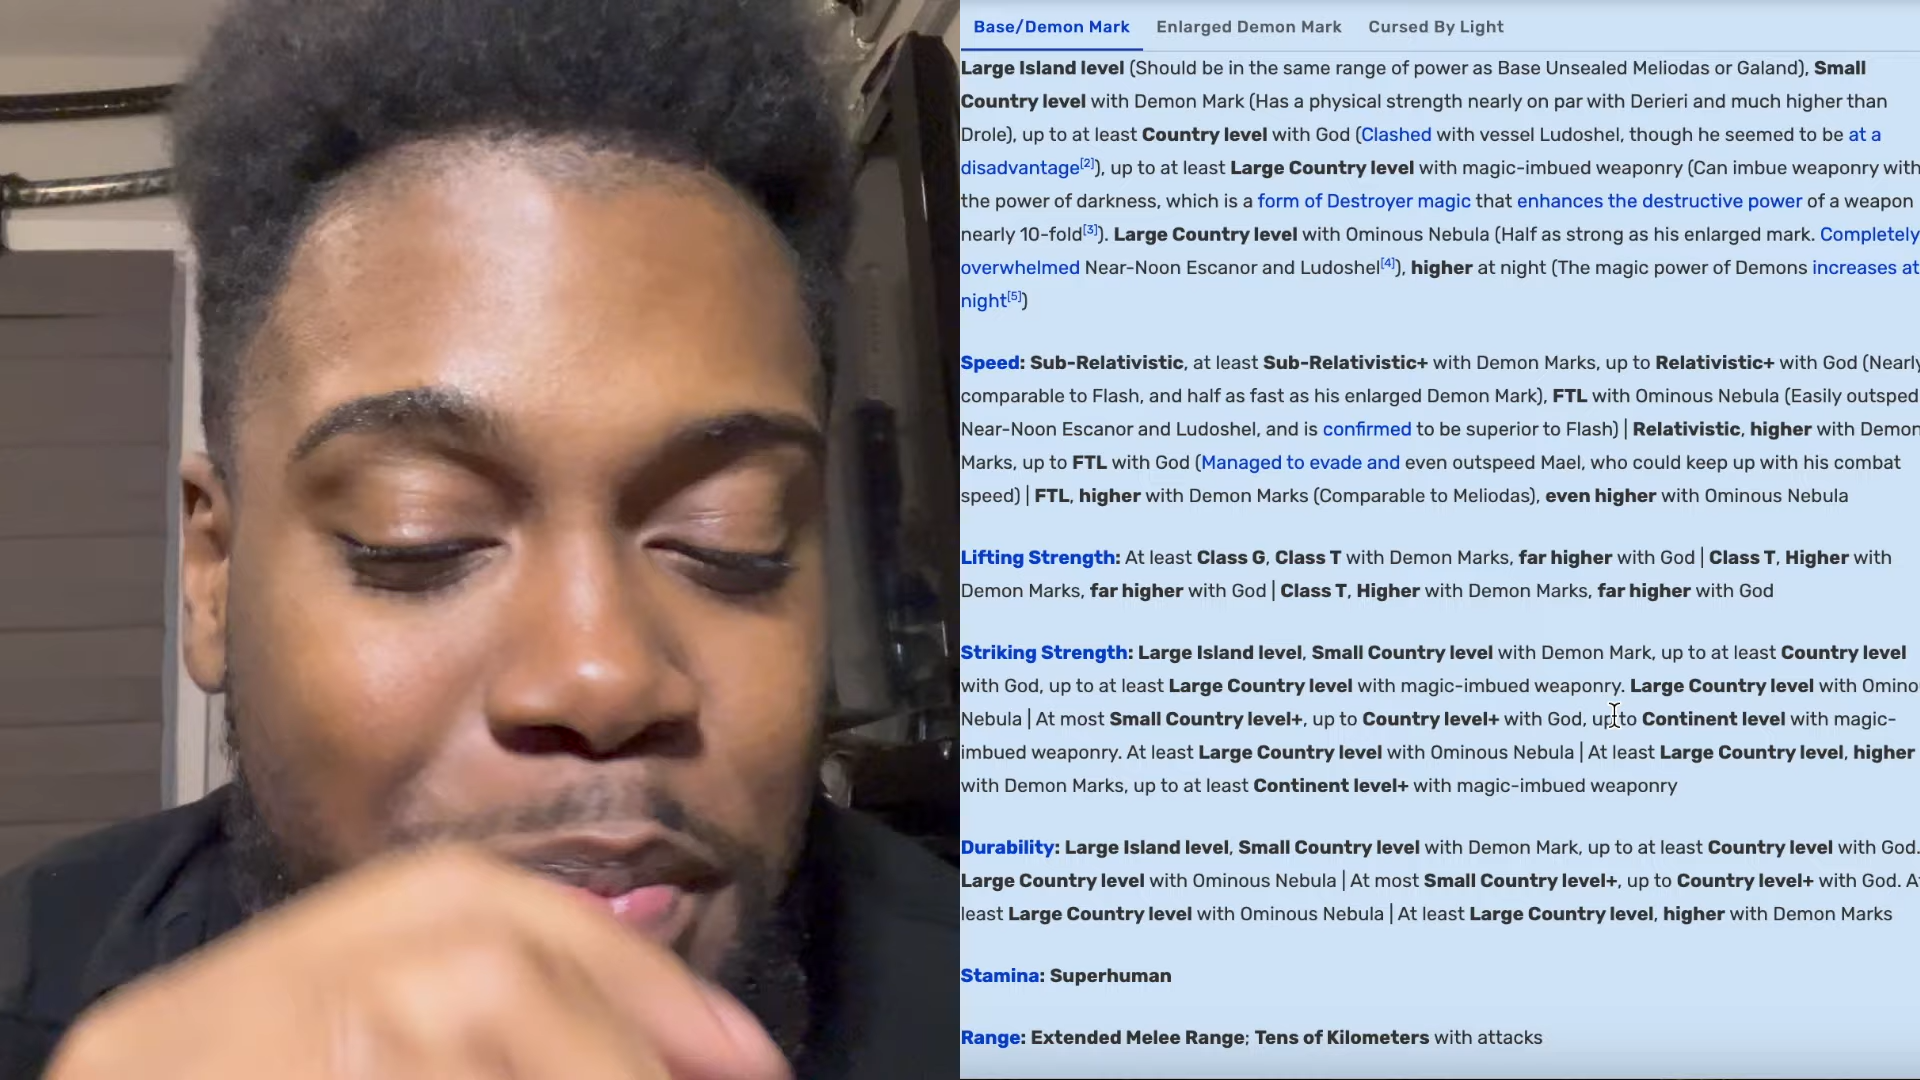 Base/Demon Mark Enlarged Demon Mark Cursed By Light
Large Island level (Should be in the same range of power as Base Unsealed Meliodas or Galand), Small
Country level with Demon Mark (Has a physical strength nearly on par with Derieri and much higher than
Drole), up to at least Country level with God (Clashed with vessel Ludoshel, though he seemed to be at a
disadvantage[2]), up to at least Large Country level with magic-imbued weaponry (Can imbue weaponry with
the power of darkness, which is a form of Destroyer magic that enhances the destructive power of a weapon
nearly 10-fold[3]). Large Country level with Ominous Nebula (Half as strong as his enlarged mark. Completely
overwhelmed Near-Noon Escanor and Ludoshel[4]), higher at night (The magic power of Demons increases at
night[5])
Speed: Sub-Relativistic, at least Sub-Relativistic+ with Demon Marks, up to Relativistic+ with God (Nearly
comparable to Flash, and half as fast as his enlarged Demon Mark), FTL with Ominous Nebula (Easily outsped
Near-Noon Escanor and Ludoshel, and is confirmed to be superior to Flash) | Relativistic, higher with Demon
Marks, up to FTL with God (Managed to evade and even outspeed Mael, who could keep up with his combat
speed) | FTL, higher with Demon Marks (Comparable to Meliodas), even higher with Ominous Nebula
Lifting Strength: At least Class G, Class T with Demon Marks, far higher with God | Class T, Higher with
Demon Marks, far higher with God | Class T, Higher with Demon Marks, far higher with God
Striking Strength: Large Island level, Small Country level with Demon Mark, up to at least Country level
with God, up to at least Large Country level with magic-imbued weaponry. Large Country level with Omino
Nebula | At most Small Country level+, up to Country level+ with God, up to Continent level with magic-
imbued weaponry. At least Large Country level with Ominous Nebula | At least Large Country level, higher
with Demon Marks, up to at least Continent level+ with magic-imbued weaponry
Durability: Large Island level, Small Country level with Demon Mark, up to at least Country level with God.
Large Country level with Ominous Nebula | At most Small Country level+, up to Country level+ with God. At
least Large Country level with Ominous Nebula | At least Large Country level, higher with Demon Marks
Stamina: Superhuman
Range: Extended Melee Range; Tens of Kilometers with attacks